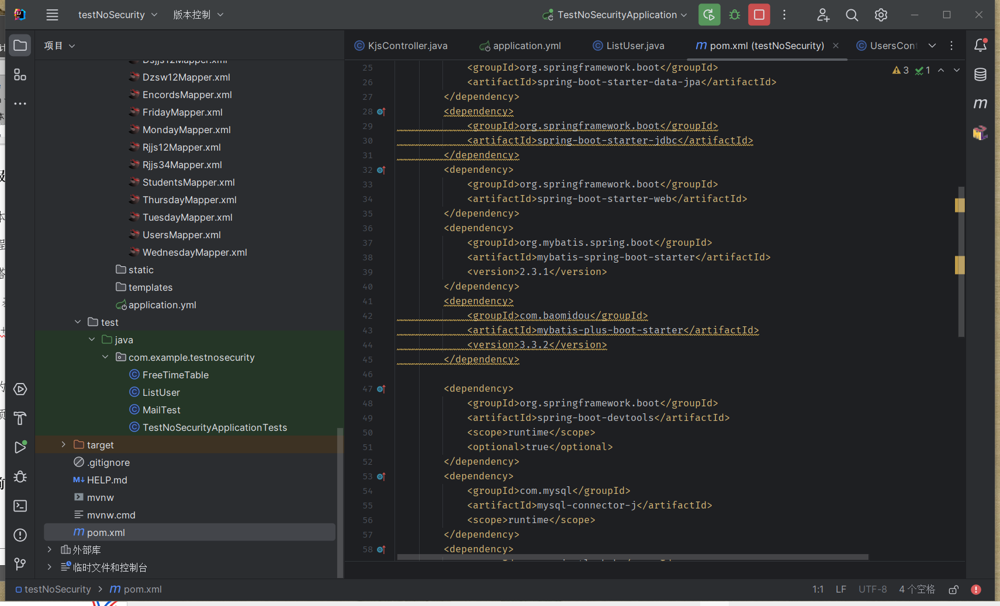 testNoSecurity
版本控制
TestNoSecurityApplication
项目
KjsController.java
application.yml
ListUser.java
pom.xml (testNoSecurity)
UsersCon
Dsjjs12Mapper.xml
Dzsw12Mapper.xml
EncordsMapper.xml
FridayMapper.xml
MondayMapper.xml
Rjjs12Mapper.xml
Rjjs34Mapper.xml
StudentsMapper.xml
ThursdayMapper.xml
TuesdayMapper.xml
UsersMapper.xml
WednesdayMapper.xml
static
templates
application.yml
test
java
com.example.testnosecurity
FreeTimeTable
ListUser
MailTest
TestNoSecurityApplicationTests
target
.gitignore
HELP.md
mvnw
mvnw.cmd
pom.xml
外部库
临时文件和控制台
3 1
25 <groupId>org.springframework.boot</groupId>
26 <artifactId>spring-boot-starter-data-jpa</artifactId>
27 </dependency>
28 <dependency>
29 <groupId>org.springframework.boot</groupId>
30 <artifactId>spring-boot-starter-jdbc</artifactId>
31 </dependency>
32 <dependency>
33 <groupId>org.springframework.boot</groupId>
34 <artifactId>spring-boot-starter-web</artifactId>
35 </dependency>
36 <dependency>
37 <groupId>org.mybatis.spring.boot</groupId>
38 <artifactId>mybatis-spring-boot-starter</artifactId>
39 <version>2.3.1</version>
40 </dependency>
41 <dependency>
42 <groupId>com.baomidou</groupId>
43 <artifactId>mybatis-plus-boot-starter</artifactId>
44 <version>3.3.2</version>
45 </dependency>
46
47 <dependency>
48 <groupId>org.springframework.boot</groupId>
49 <artifactId>spring-boot-devtools</artifactId>
50 <scope>runtime</scope>
51 <optional>true</optional>
52 </dependency>
53 <dependency>
54 <groupId>com.mysql</groupId>
55 <artifactId>mysql-connector-j</artifactId>
56 <scope>runtime</scope>
57 </dependency>
58 <dependency>
testNoSecurity > pom.xml
1:1 LF UTF-8 4 个空格